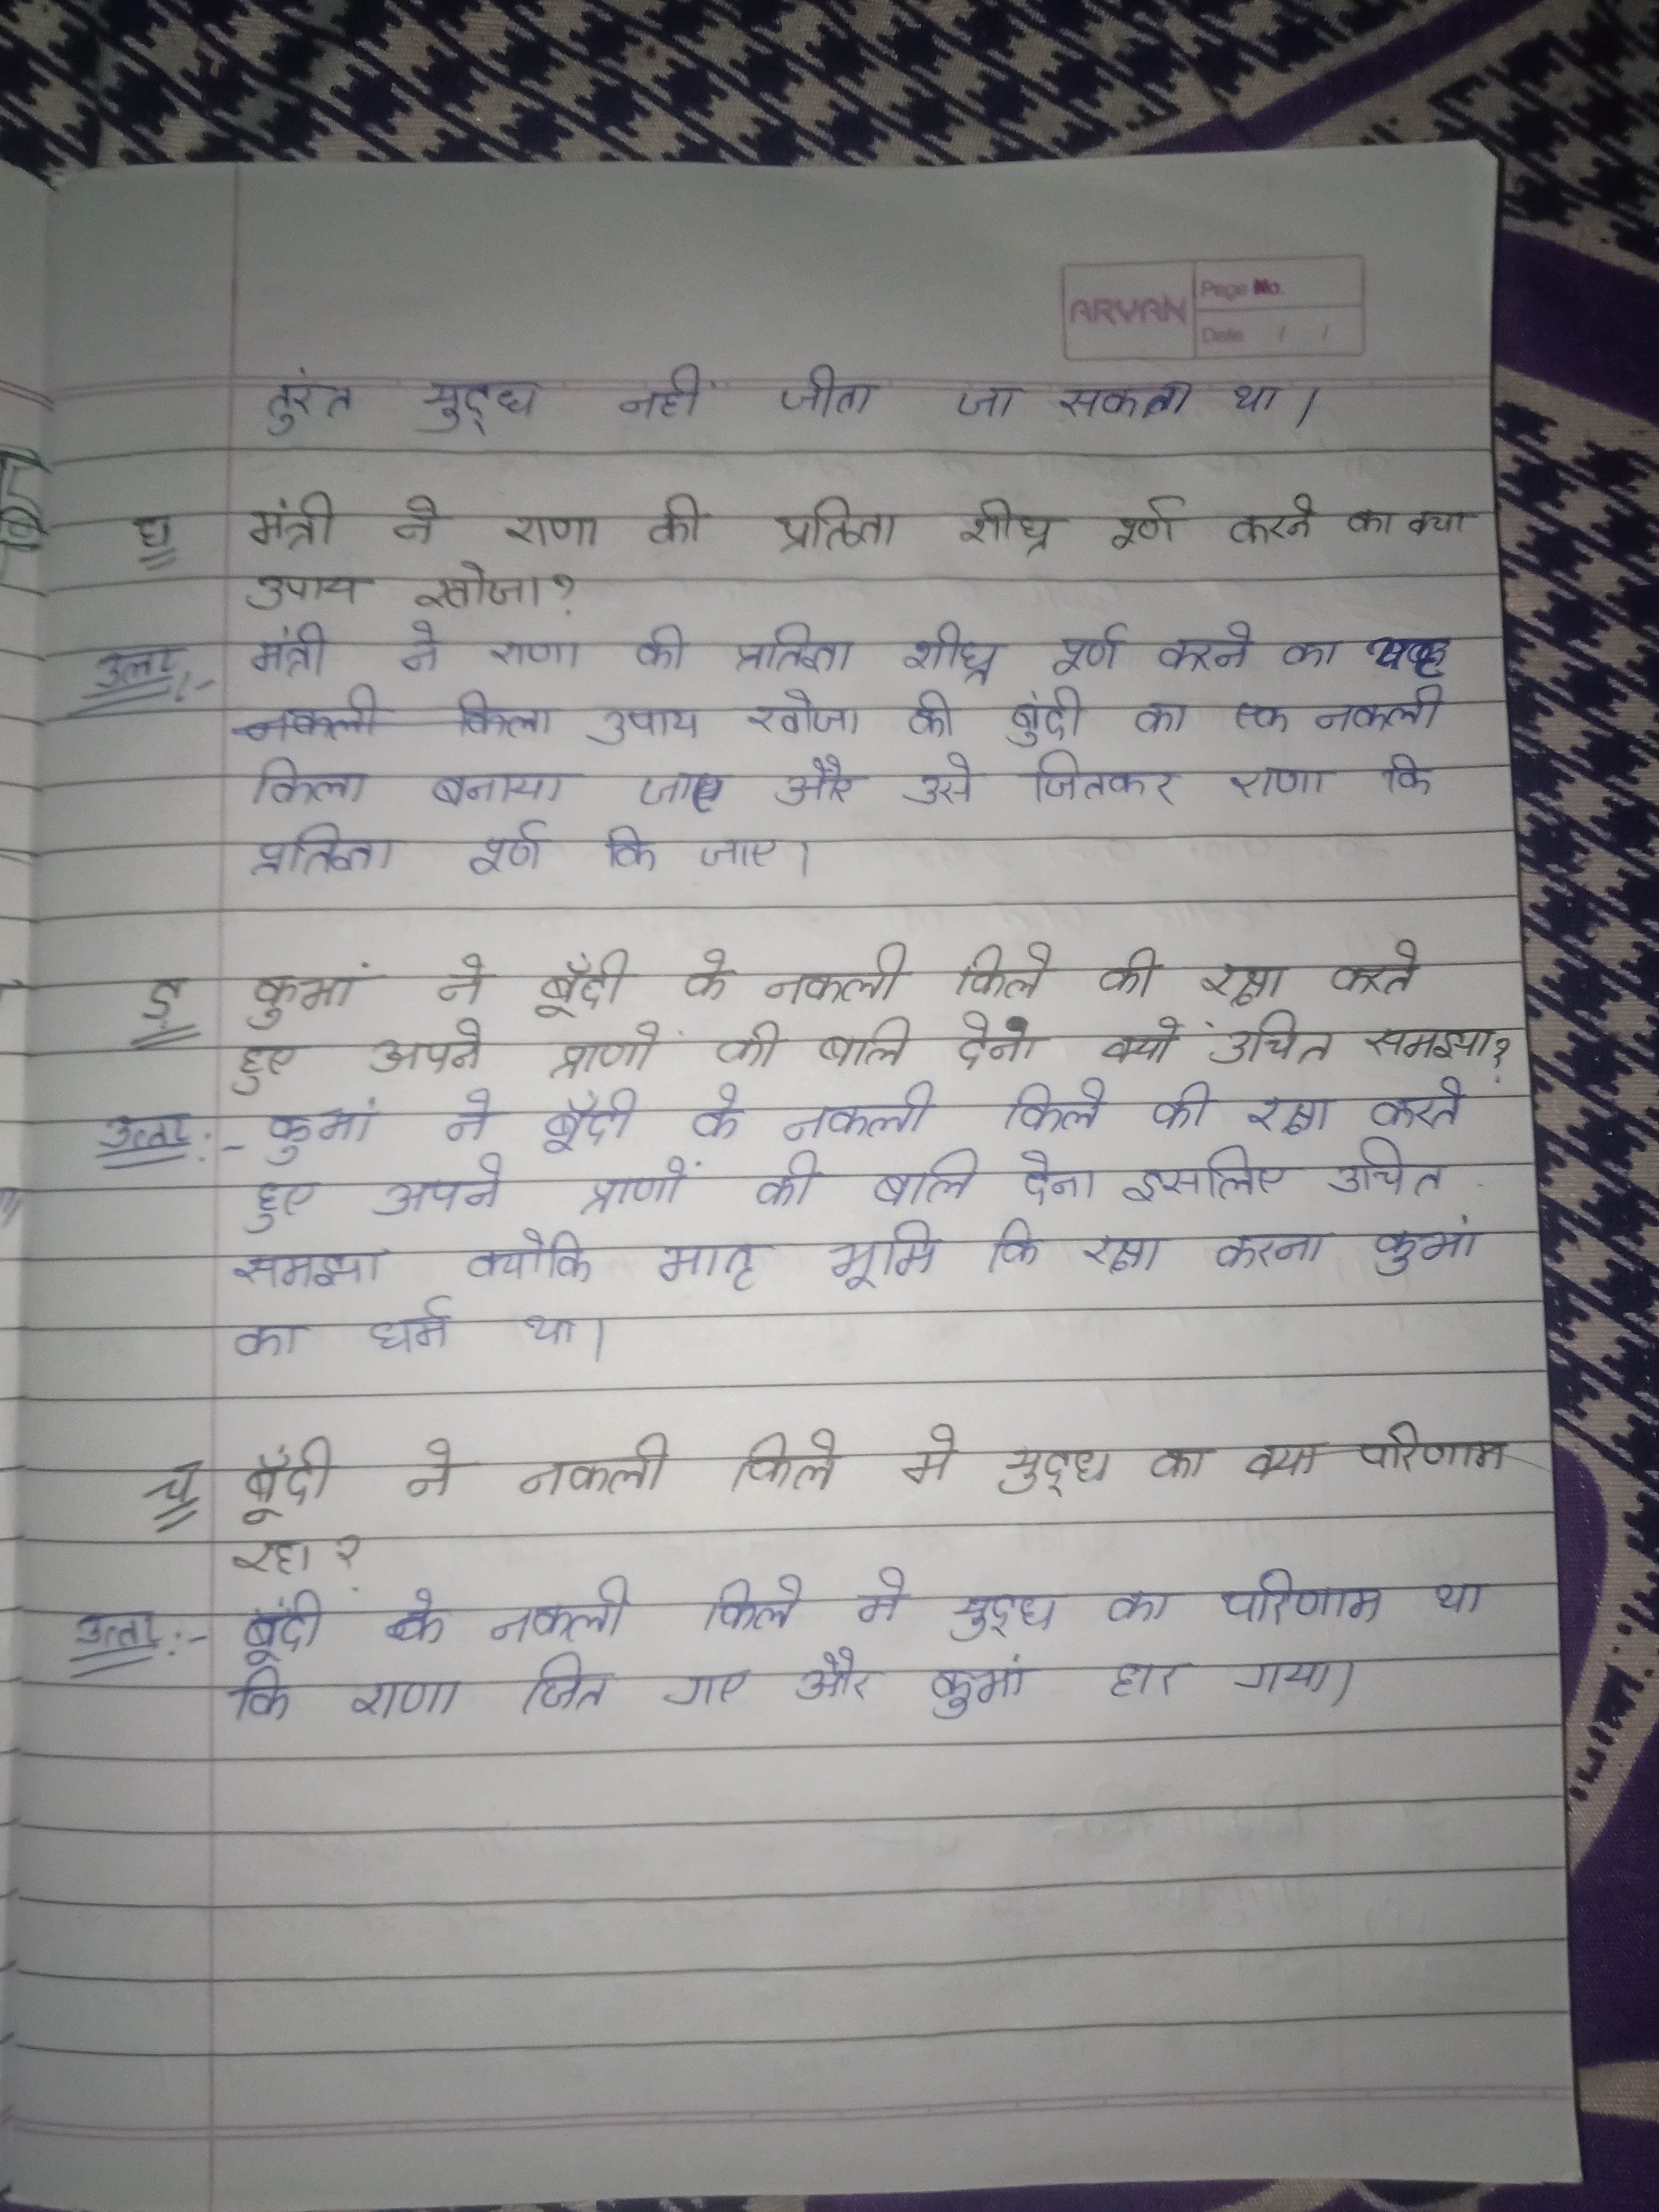 ARYAN Page No.
Date / /
तुरंत युद्ध नहीं जीता जा सकता था।
घ मंत्री ने राणा की प्रतिज्ञा शीघ्र पूर्ण करने का क्या
उपाय खोजा?
उत्तर:- मंत्री ने राणा की प्रतिज्ञा शीघ्र पूर्ण करने का यह
नकली किला उपाय खोजा की बुंदी का एक नकली
किला बनाया जाए और उसे जितकर राणा कि
प्रतिज्ञा पूर्ण कि जाए।
ङ कुमां ने बूँदी के नकली किले की रक्षा करते
हुए अपने प्राणों की बलि देना क्यों उचित समझा?
उत्तर:- कुमां ने बूँदी के नकली किले की रक्षा करते
हुए अपने प्राणों की बलि देना इसलिए उचित
समझा क्योकि मातृ भूमि कि रक्षा करना कुमां
का धर्म था।
च बूँदी ने नकली किले मे युद्ध का क्या परिणाम
रहा?
उत्तर:- बूंदी के नकली किले मे युद्ध का परिणाम था
कि राणा जित गए और कुमां हार गया।